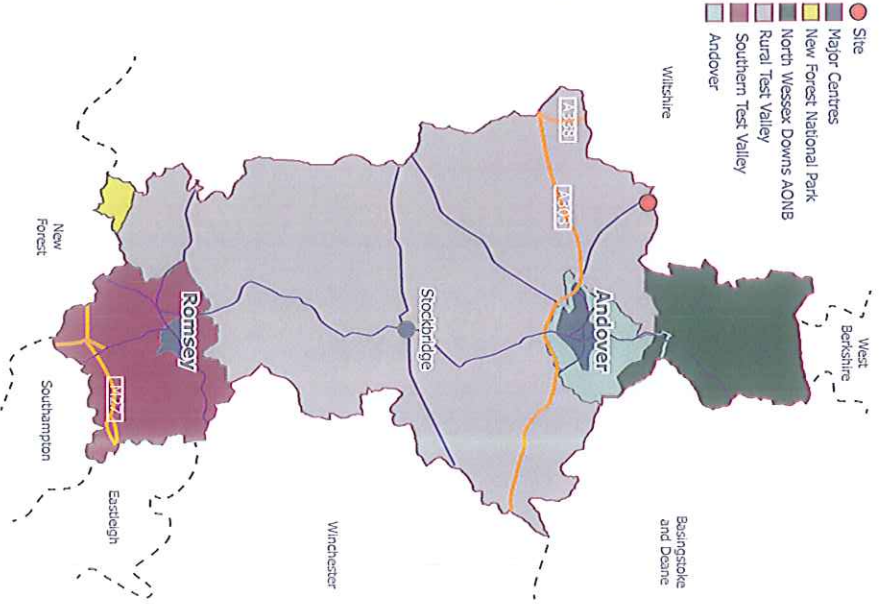 Site
Major Centres
New Forest National Park
North Wessex Downs AONB
Rural Test Valley
Southern Test Valley
Andover
Wiltshire
West
Berkshire
Basingstoke
and Deane
A338
A303
Andover
Stockbridge
Winchester
Romsey
M27
New
Forest
Southampton
Eastleigh